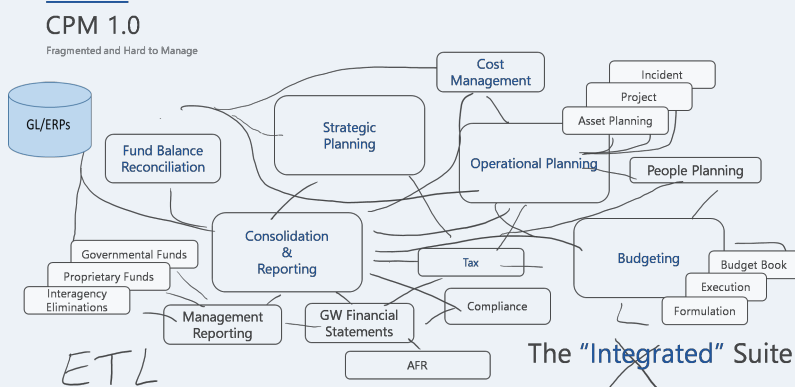 CPM 1.0
Fragmented and Hard to Manage
Cost
Management
Incident
Project
Asset Planning
GL/ERPs
Strategic
Planning
Fund Balance
Reconciliation
Operational Planning
People Planning
Consolidation
&
Reporting
Governmental Funds
Proprietary Funds
Interagency
Eliminations
Tax
Budgeting
Budget Book
Execution
Formulation
Compliance
Management
Reporting
GW Financial
Statements
AFR
The “Integrated” Suite
ETL